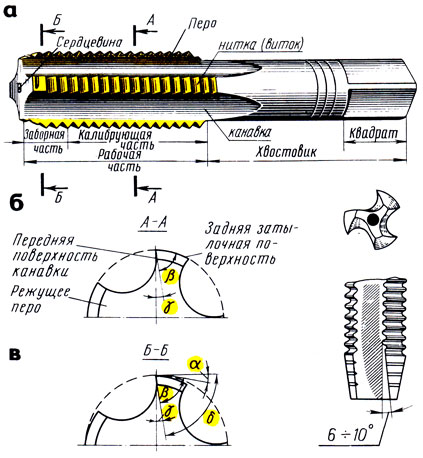 а
Б
А
Сердцевина
Перо
нитка (виток)
канавка
Заборная часть
Калибрующая часть
Квадрат
Рабочая часть
Хвостовик
Б
А
б
А-А
Передняя поверхность канавки
Задняя затылочная поверхность
Режущее перо
β
γ
в
Б-Б
α
β
γ
δ
6÷10°